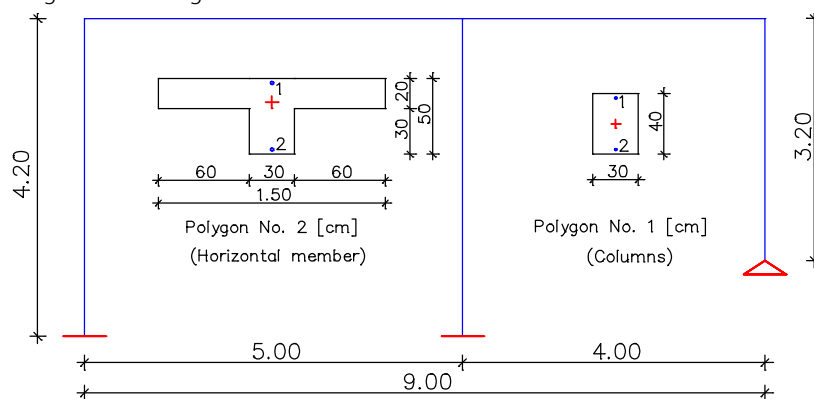 1
2
20
30
50
60 30 60
1.50
Polygon No. 2 [cm]
(Horizontal member)
1
2
40
30
Polygon No. 1 [cm]
(Columns)
4.20
3.20
5.00 4.00
9.00